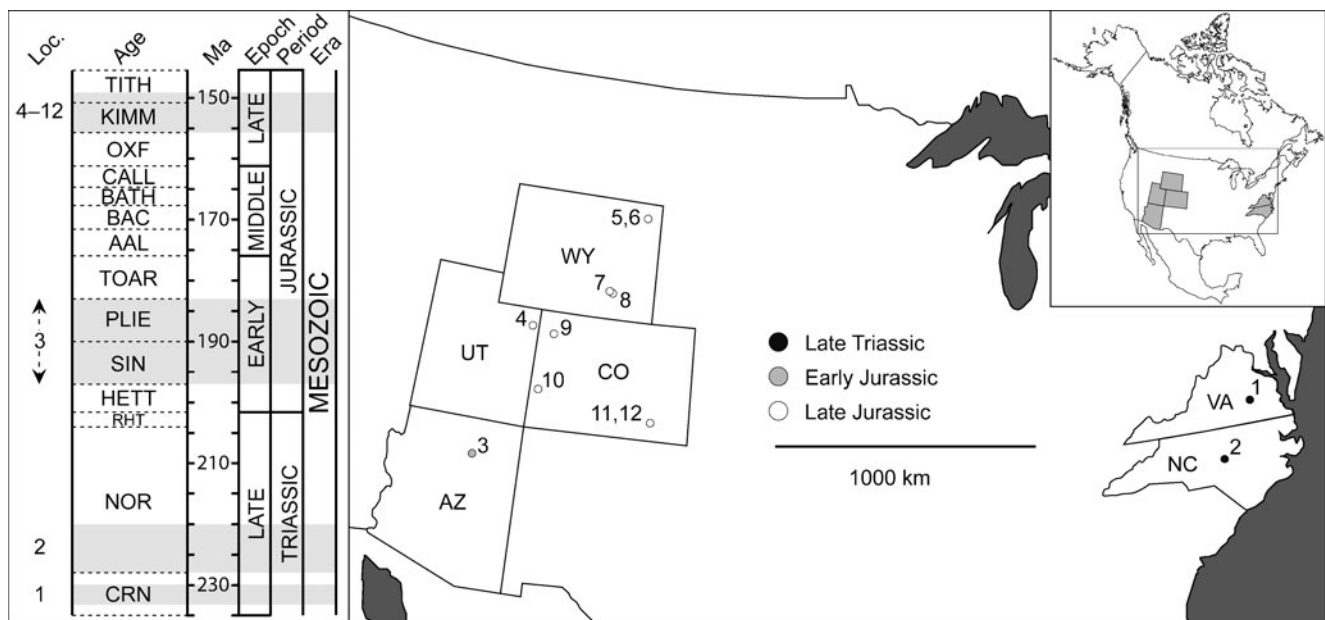 Loc.
Age
Ma
Epoch
Period
Era
TITH
150
4–12
KIMM
LATE
OXF
CALL
BATH
MIDDLE
170
BAC
AAL
JURASSIC
TOAR
PLIE
3
190
EARLY
MESOZOIC
SIN
HETT
RHT
210
NOR
LATE
TRIASSIC
2
230
1
CRN
5,6
WY
7
8
4
9
UT
CO
10
11,12
3
AZ
Late Triassic
Early Jurassic
Late Jurassic
1000 km
1
VA
2
NC